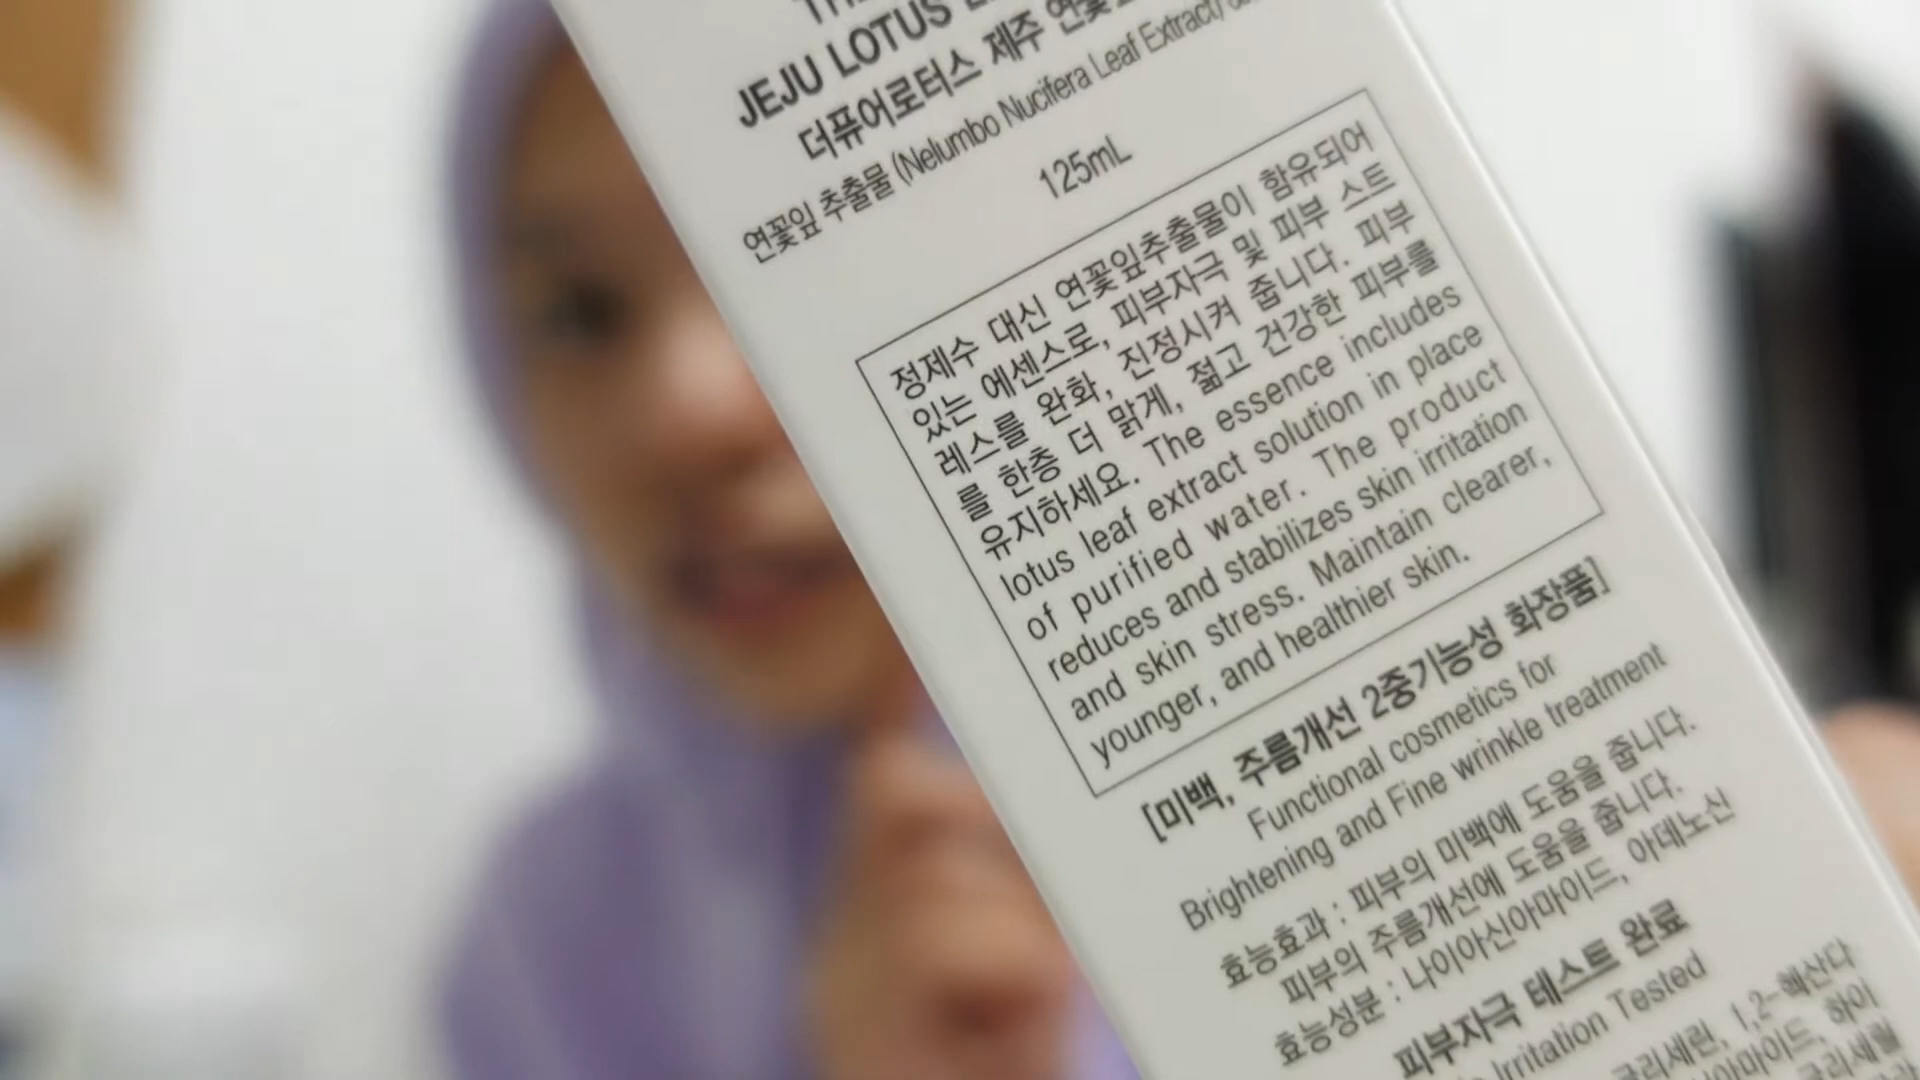 JEJU LOTUS
더퓨어로터스 제주
연꽃잎 추출물 (Nelumbo Nucifera Leaf Extract)
125mL
정제수 대신 연꽃잎추출물이 함유되어
있는 에센스로, 피부자극 및 피부 스트
레스를 완화, 진정시켜 줍니다. 피부
를 한층 더 맑게, 젊고 건강한 피부를
유지하세요. The essence includes
lotus leaf extract solution in place
of purified water. The product
reduces and stabilizes skin irritation
and skin stress. Maintain clearer,
younger, and healthier skin.
[미백, 주름개선 2중기능성 화장품]
Functional cosmetics for
Brightening and Fine wrinkle treatment
효능효과 : 피부의 미백에 도움을 줍니다.
피부의 주름개선에 도움을 줍니다.
효능성분 : 나이아신아마이드, 아데노신
피부자극 테스트 완료
Irritation Tested
글리세린, 1,2-헥산다